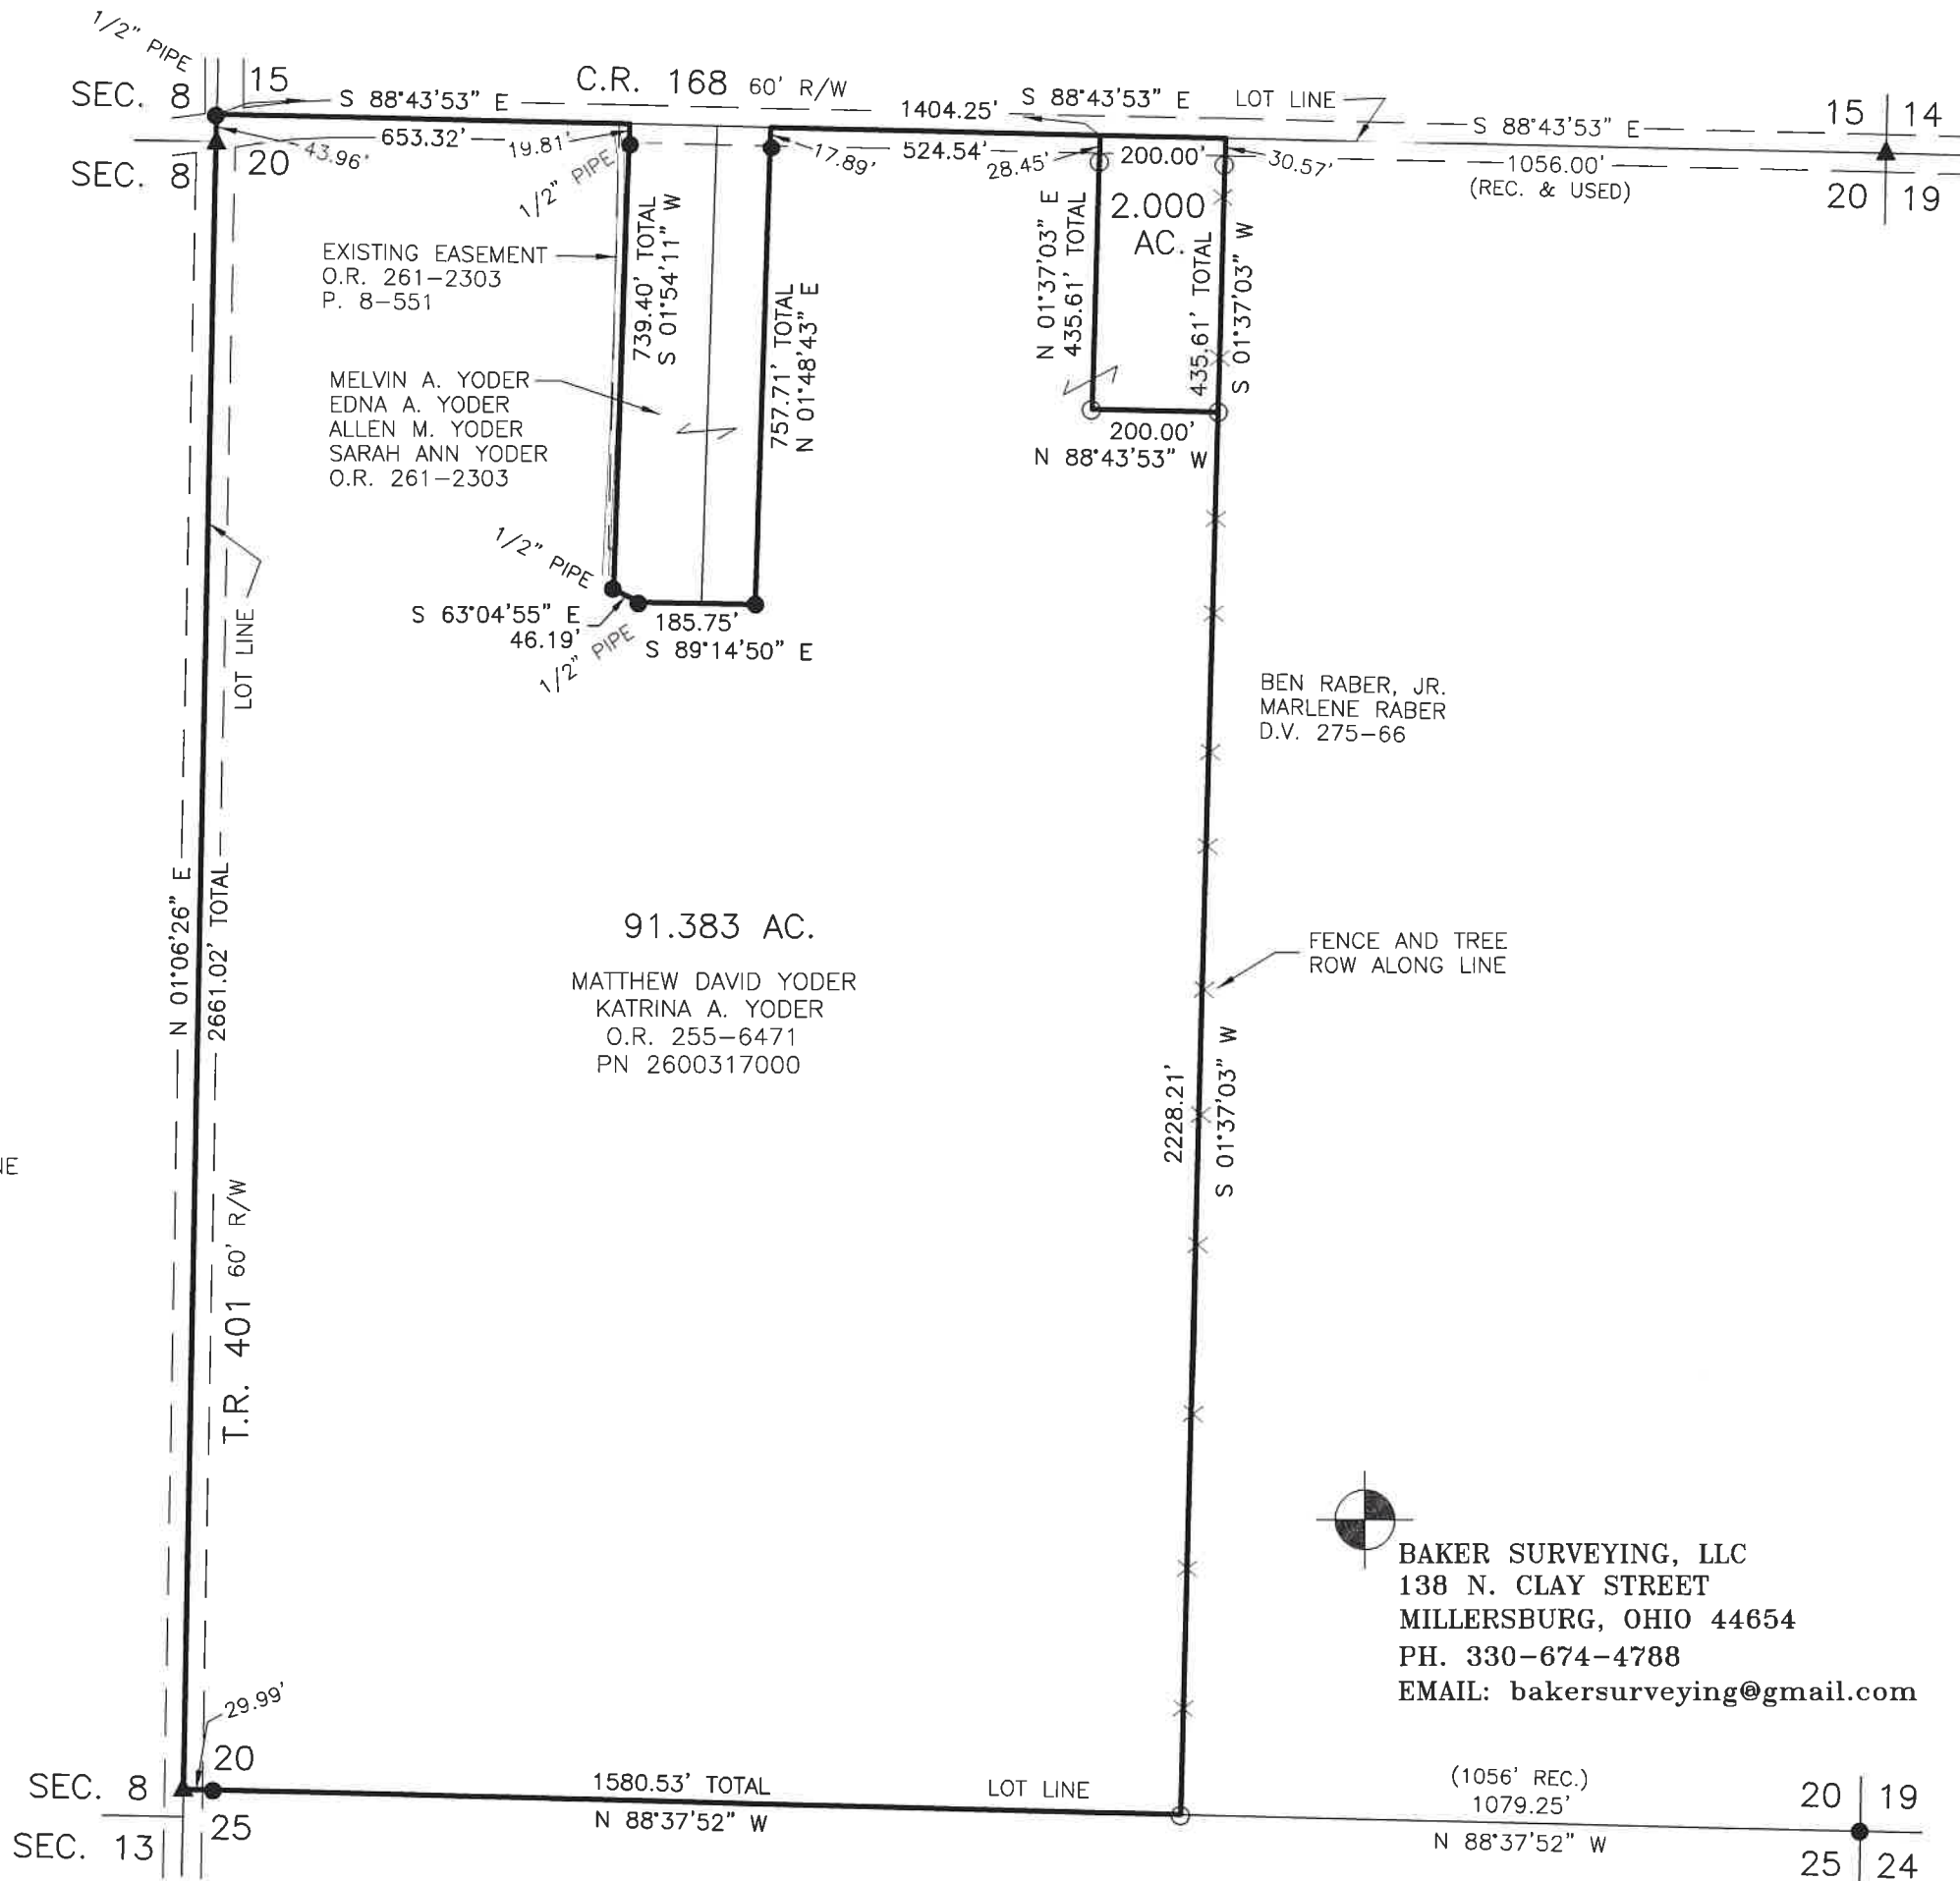 1/2" PIPE
SEC. 8
15
S 88°43'53" E
C.R. 168 60' R/W
1404.25'
S 88°43'53" E
LOT LINE
S 88°43'53" E
15
14
SEC. 8
20
43.96'
653.32'
19.81'
1/2" PIPE
17.89'
524.54'
28.45'
200.00'
30.57'
1056.00'
(REC. & USED)
20
19
2.000
AC.
EXISTING EASEMENT
O.R. 261-2303
P. 8-551
739.40' TOTAL
S 01°54'11" W
757.71' TOTAL
N 01°48'43" E
N 01°37'03" E
435.61' TOTAL
435.61' TOTAL
S 01°37'03" W
MELVIN A. YODER
EDNA A. YODER
ALLEN M. YODER
SARAH ANN YODER
O.R. 261-2303
200.00'
N 88°43'53" W
1/2" PIPE
S 63°04'55" E
46.19'
1/2" PIPE
185.75'
S 89°14'50" E
LOT LINE
BEN RABER, JR.
MARLENE RABER
D.V. 275-66
N 01°06'26" E
2661.02' TOTAL
91.383 AC.
MATTHEW DAVID YODER
KATRINA A. YODER
O.R. 255-6471
PN 2600317000
FENCE AND TREE
ROW ALONG LINE
2228.21'
S 01°37'03" W
NE
T.R. 401 60' R/W
BAKER SURVEYING, LLC
138 N. CLAY STREET
MILLERSBURG, OHIO 44654
PH. 330-674-4788
EMAIL: bakersurveying@gmail.com
29.99'
SEC. 8
20
1580.53' TOTAL
LOT LINE
(1056' REC.)
1079.25'
20
19
SEC. 13
25
N 88°37'52" W
N 88°37'52" W
25
24